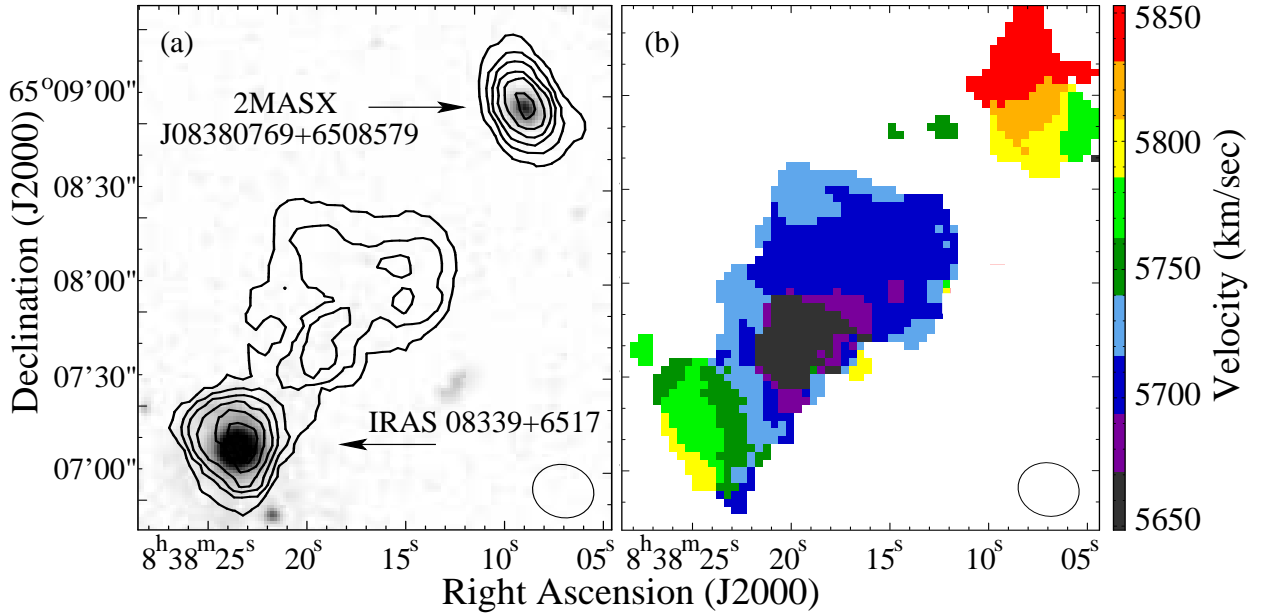 (a)
2MASX
J08380769+6508579
IRAS 08339+6517
65°09'00"
08'30"
08'00"
07'30"
07'00"
Declination (J2000)
8ʰ38ᵐ25ˢ
20ˢ
15ˢ
10ˢ
05ˢ
(b)
8ʰ38ᵐ25ˢ
20ˢ
15ˢ
10ˢ
05ˢ
Right Ascension (J2000)
5850
5800
5750
5700
5650
Velocity (km/sec)